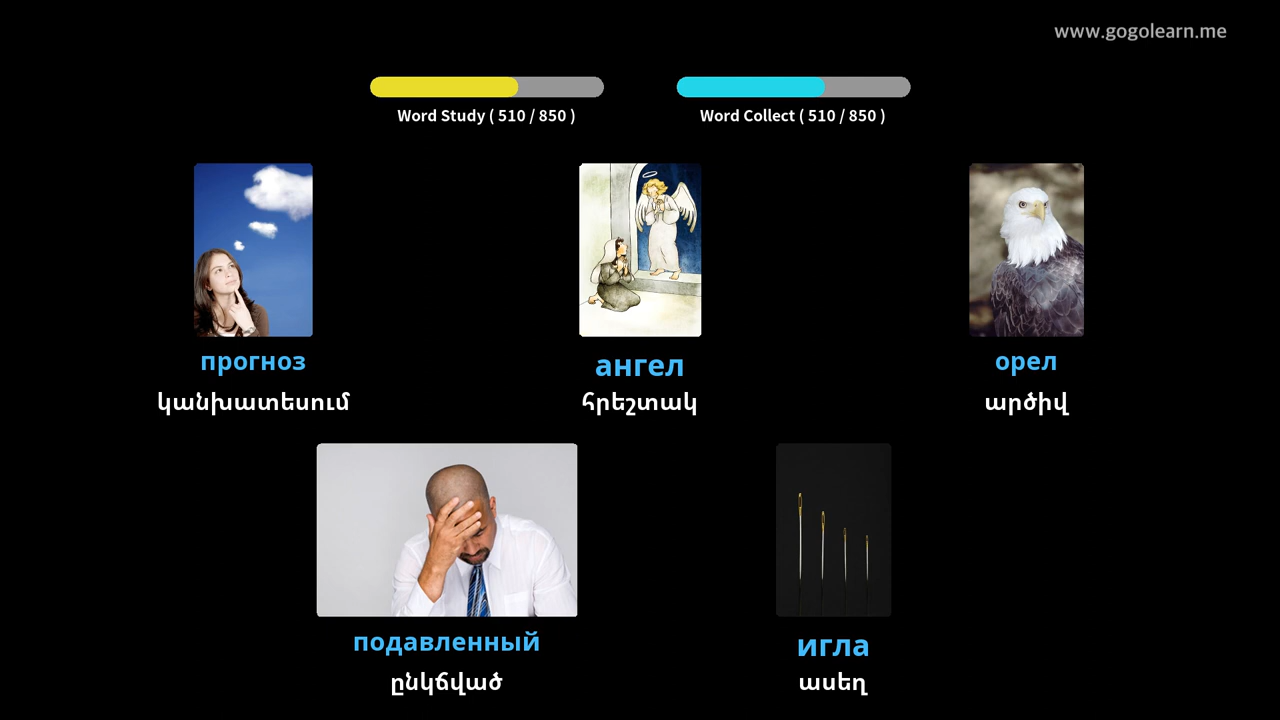 www.gogolearn.me
Word Study ( 510 / 850 )
Word Collect ( 510 / 850 )
прогноз
կանխատեսում
ангел
հրեշտակ
орел
արծիվ
подавленный
ընկճված
игла
ասեղ